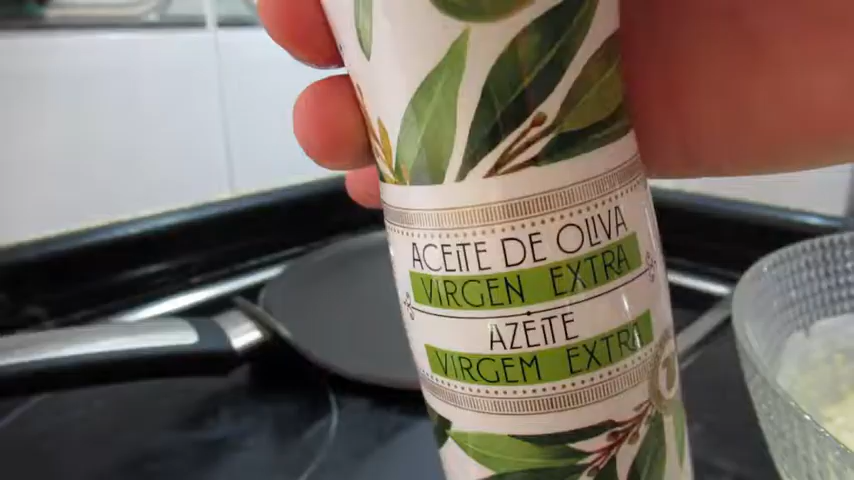 ACEITE DE OLIVA
VIRGEN EXTRA
AZEITE
VIRGEM EXTRA